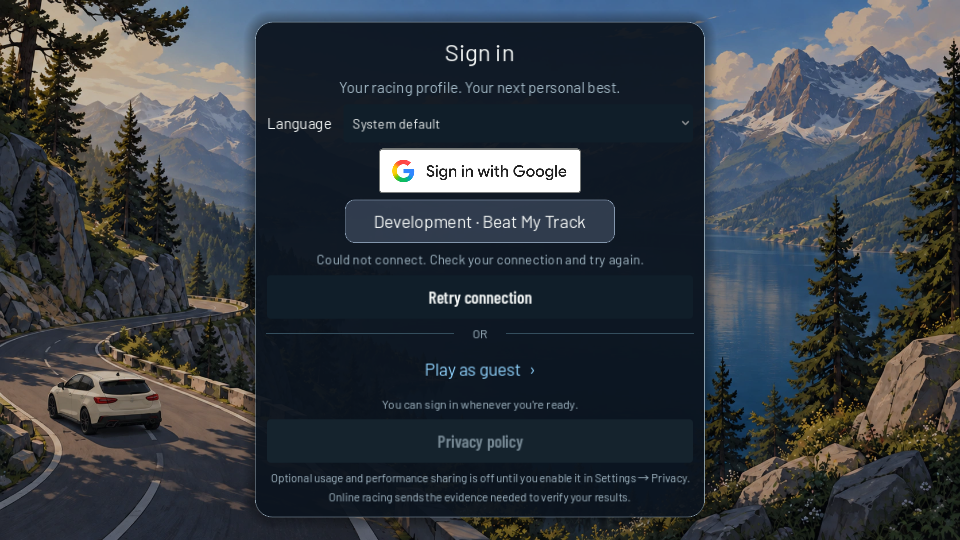 Sign in
Your racing profile. Your next personal best.
Language System default
Sign in with Google
Development · Beat My Track
Could not connect. Check your connection and try again.
Retry connection
OR
Play as guest ›
You can sign in whenever you're ready.
Privacy policy
Optional usage and performance sharing is off until you enable it in Settings → Privacy.
Online racing sends the evidence needed to verify your results.